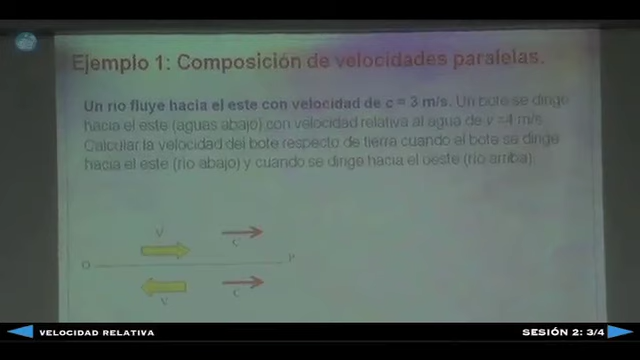 Ejemplo 1: Composición de velocidades paralelas.
Un río fluye hacia el este con velocidad de c = 3 m/s. Un bote se dirige
hacia el este (aguas abajo) con velocidad relativa al agua de v =4 m/s.
Calcular la velocidad del bote respecto de tierra cuando el bote se dirige
hacia el este (río abajo) y cuando se dirige hacia el oeste (río arriba)
V
C
O
P
C
V
VELOCIDAD RELATIVA
SESIÓN 2: 3/4